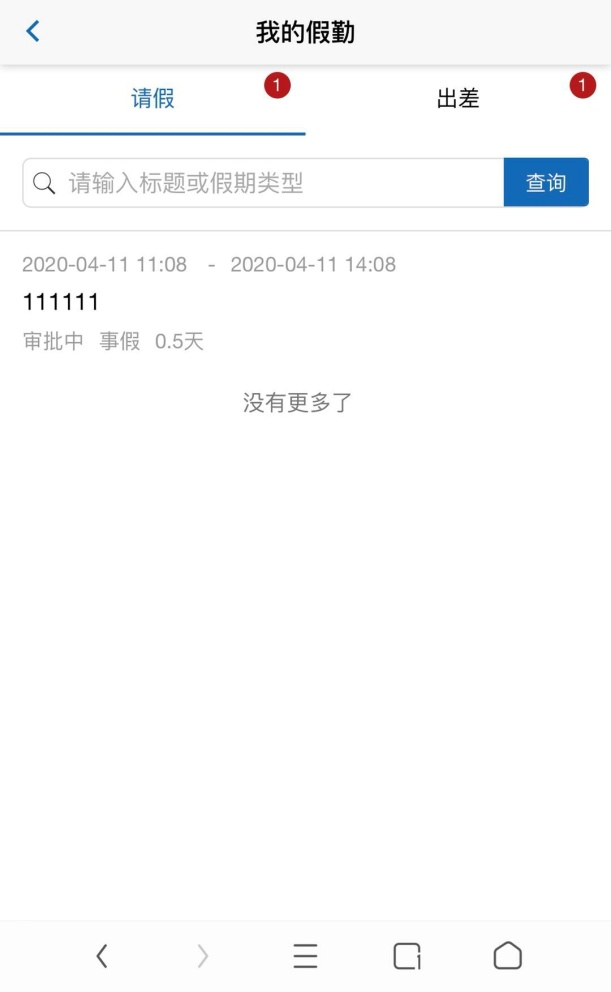 我的假勤
请假 1 出差 1
请输入标题或假期类型 查询
2020-04-11 11:08 - 2020-04-11 14:08
111111
审批中 事假 0.5天
没有更多了
1